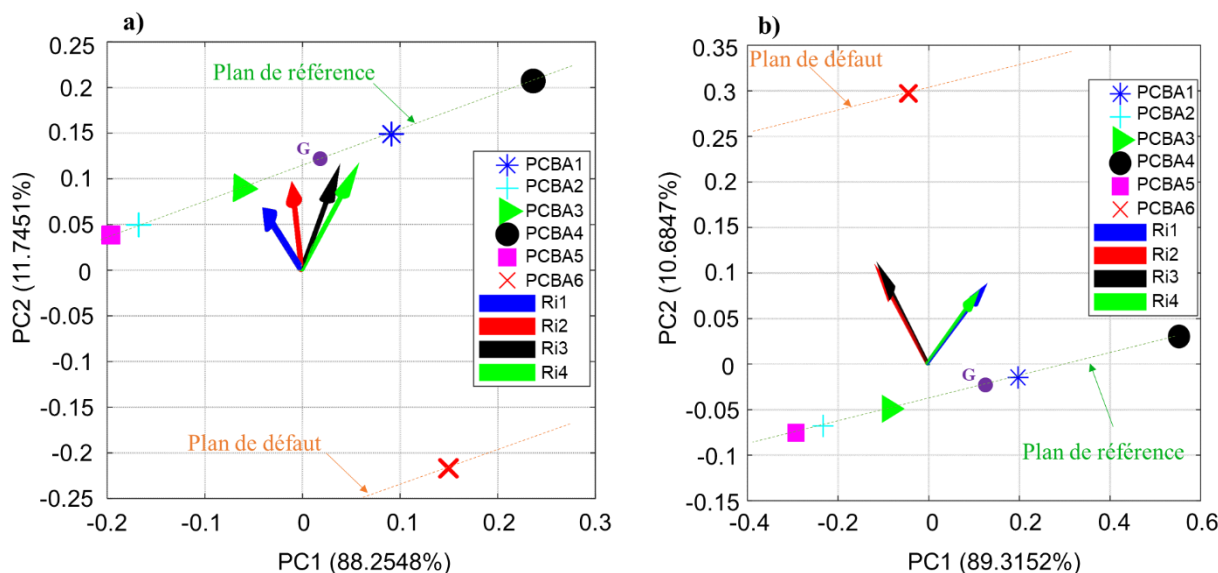 a)
0.25
0.2
0.15
0.1
0.05
0
-0.05
-0.1
-0.15
-0.2
-0.25
-0.2
-0.1
0
0.1
0.2
0.3
PC2 (11.7451%)
PC1 (88.2548%)
Plan de référence
G
Plan de défaut
PCBA1
PCBA2
PCBA3
PCBA4
PCBA5
PCBA6
Ri1
Ri2
Ri3
Ri4
b)
0.35
0.3
0.25
0.2
0.15
0.1
0.05
0
-0.05
-0.1
-0.15
-0.4
-0.2
0
0.2
0.4
0.6
PC2 (10.6847%)
PC1 (89.3152%)
Plan de défaut
G
Plan de référence
PCBA1
PCBA2
PCBA3
PCBA4
PCBA5
PCBA6
Ri1
Ri2
Ri3
Ri4